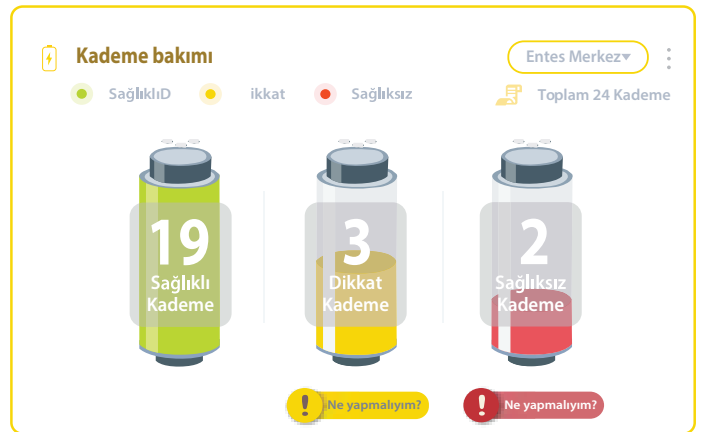 Kademe bakımı
Entes Merkez▾
SağlıklıD ikkat Sağlıksız
Toplam 24 Kademe
19
Sağlıklı
Kademe
3
Dikkat
Kademe
2
Sağlıksız
Kademe
! Ne yapmalıyım?
! Ne yapmalıyım?